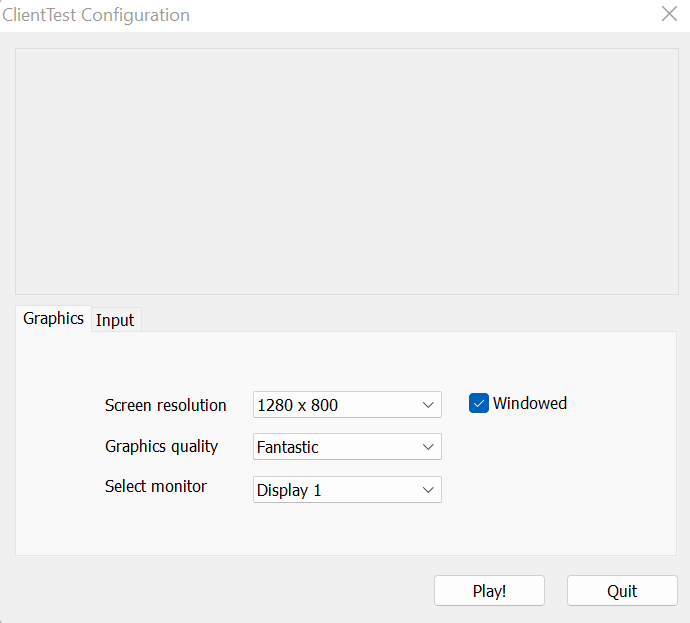 ClientTest Configuration
Graphics
Input
Screen resolution
1280 x 800
Windowed
Graphics quality
Fantastic
Select monitor
Display 1
Play!
Quit